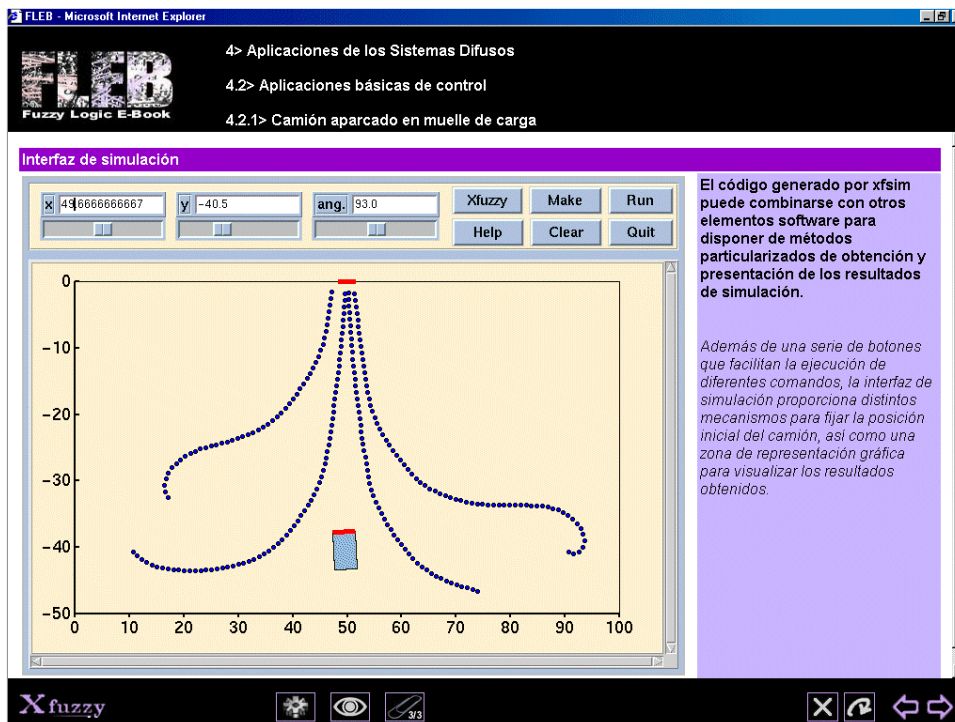 FLEB - Microsoft Internet Explorer
FLEB
Fuzzy Logic E-Book
4> Aplicaciones de los Sistemas Difusos
4.2> Aplicaciones básicas de control
4.2.1> Camión aparcado en muelle de carga
Interfaz de simulación
x 49.6666666667 y -40.5 ang. 93.0
Xfuzzy Make Run
Help Clear Quit
0
-10
-20
-30
-40
-50
0 10 20 30 40 50 60 70 80 90 100
El código generado por xfsim
puede combinarse con otros
elementos software para
disponer de métodos
particularizados de obtención y
presentación de los resultados
de simulación.
Además de una serie de botones
que facilitan la ejecución de
diferentes comandos, la interfaz de
simulación proporciona distintos
mecanismos para fijar la posición
inicial del camión, así como una
zona de representación gráfica
para visualizar los resultados
obtenidos.
Xfuzzy
3/3